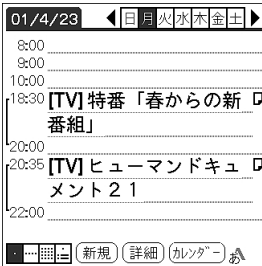 01/4/23 日 月 火 水 木 金 土
8:00
9:00
10:00
18:30 [TV] 特番「春からの新
番組」
20:00
20:35 [TV] ヒューマンドキュ
メント２１
22:00
新規 詳細 ｶﾚﾝﾀﾞｰ あ